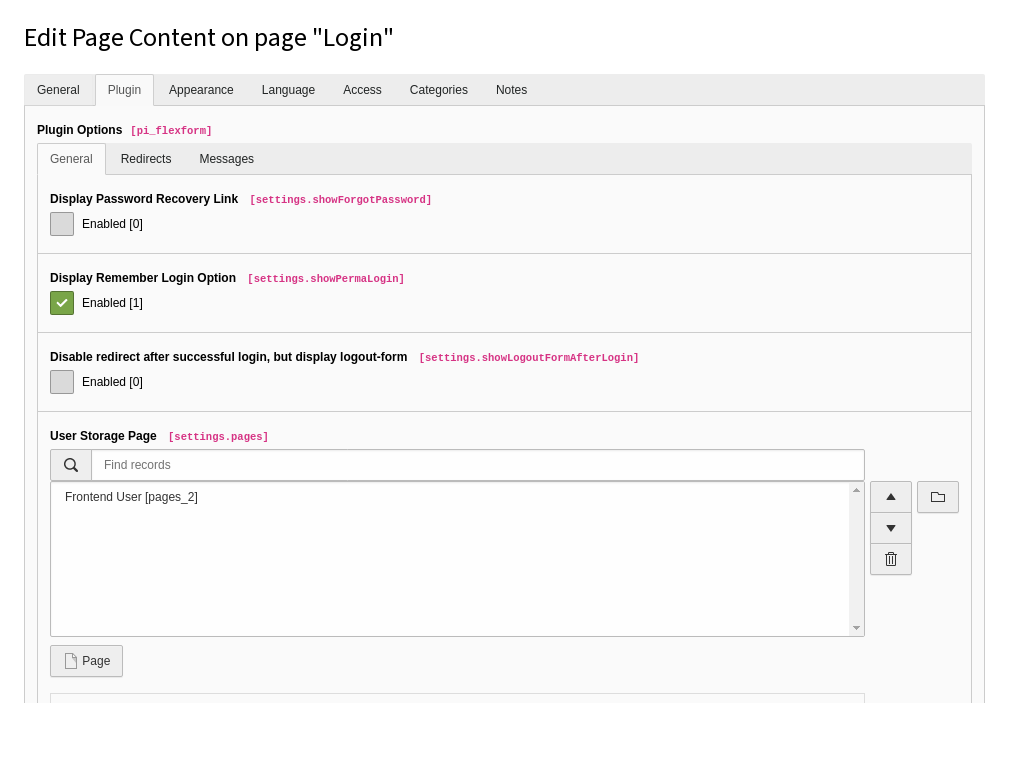 Edit Page Content on page "Login"
General Plugin Appearance Language Access Categories Notes
Plugin Options [pi_flexform]
General Redirects Messages
Display Password Recovery Link [settings.showForgotPassword]
Enabled [0]
Display Remember Login Option [settings.showPermaLogin]
Enabled [1]
Disable redirect after successful login, but display logout-form [settings.showLogoutFormAfterLogin]
Enabled [0]
User Storage Page [settings.pages]
Find records
Frontend User [pages_2]
Page